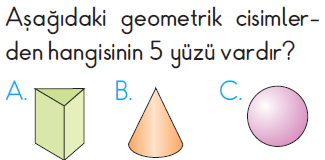 Aşağıdaki geometrik cisimler-
den hangisinin 5 yüzü vardır?
A. B. C.